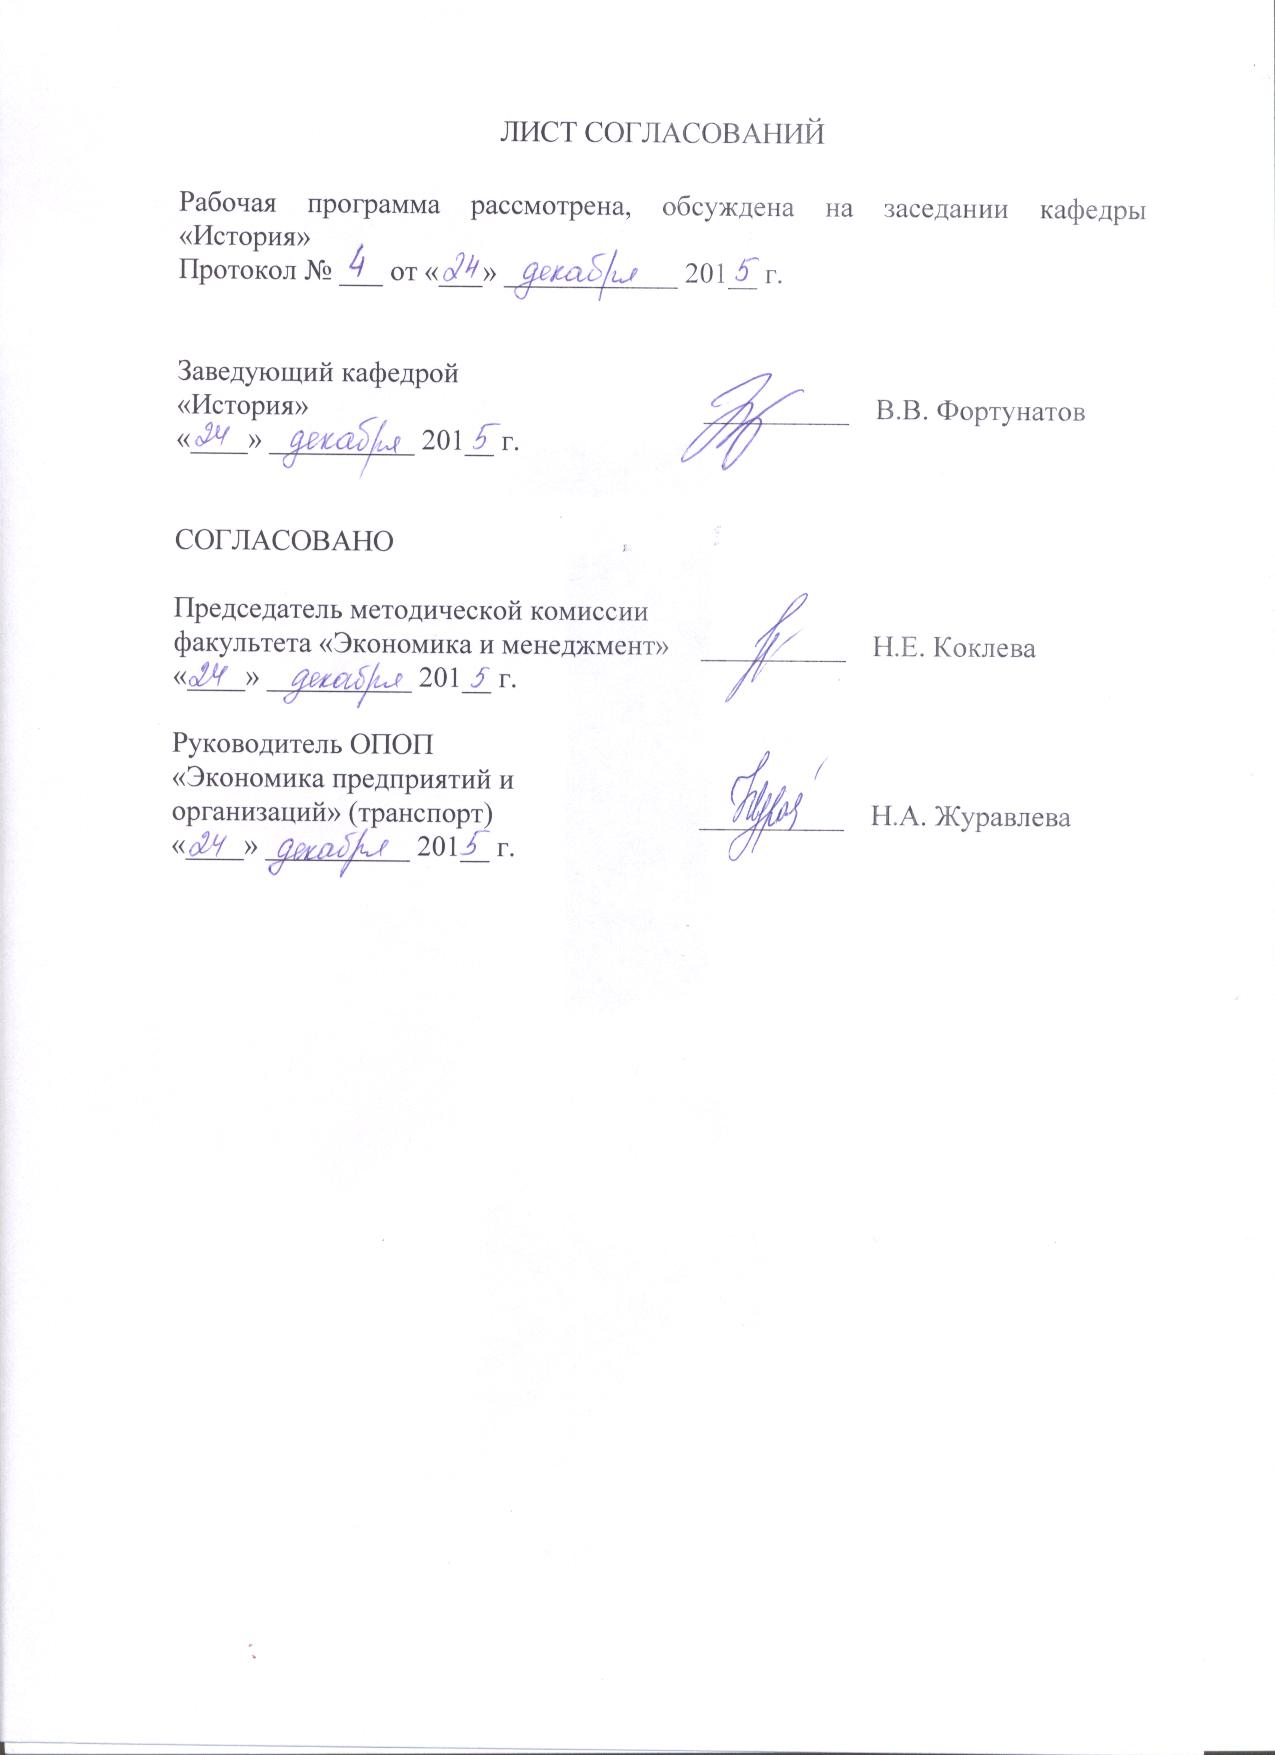 ЛИСТ СОГЛАСОВАНИЙ
Рабочая программа рассмотрена, обсуждена на заседании кафедры
«История»
Протокол № 4 от «24» декабря 2015 г.
Заведующий кафедрой
«История» В.В. Фортунатов
«24» декабря 2015 г.
СОГЛАСОВАНО
Председатель методической комиссии
факультета «Экономика и менеджмент» Н.Е. Коклева
«24» декабря 2015 г.
Руководитель ОПОП
«Экономика предприятий и
организаций» (транспорт) Н.А. Журавлева
«24» декабря 2015 г.